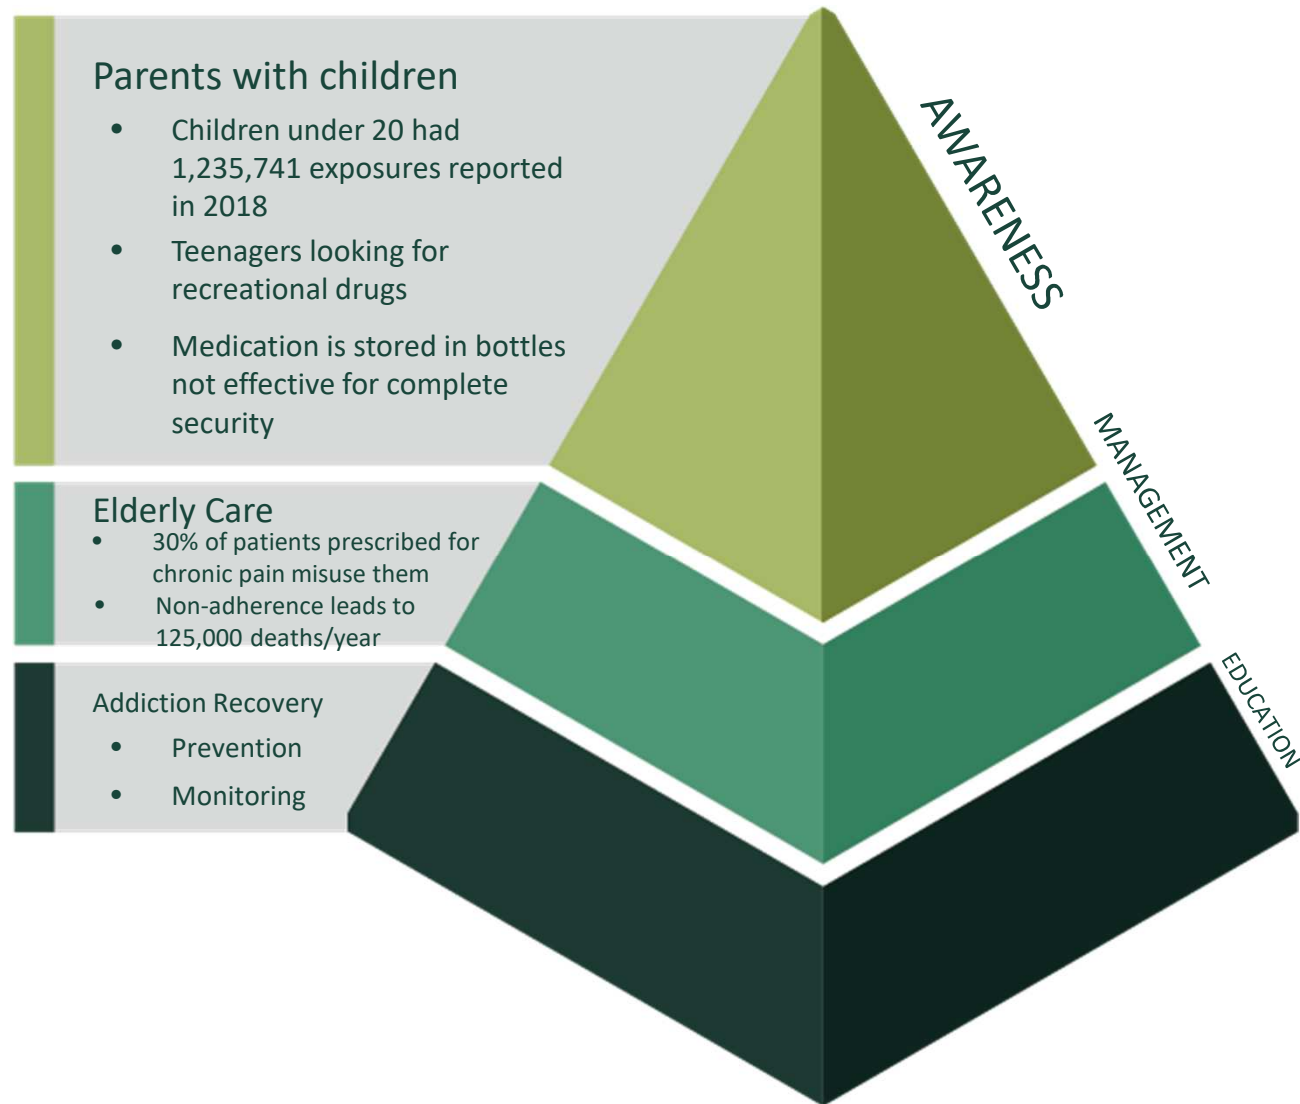 Parents with children
• Children under 20 had
1,235,741 exposures reported
in 2018
• Teenagers looking for
recreational drugs
• Medication is stored in bottles
not effective for complete
security
AWARENESS
Elderly Care
• 30% of patients prescribed for
chronic pain misuse them
• Non-adherence leads to
125,000 deaths/year
MANAGEMENT
Addiction Recovery
• Prevention
• Monitoring
EDUCATION